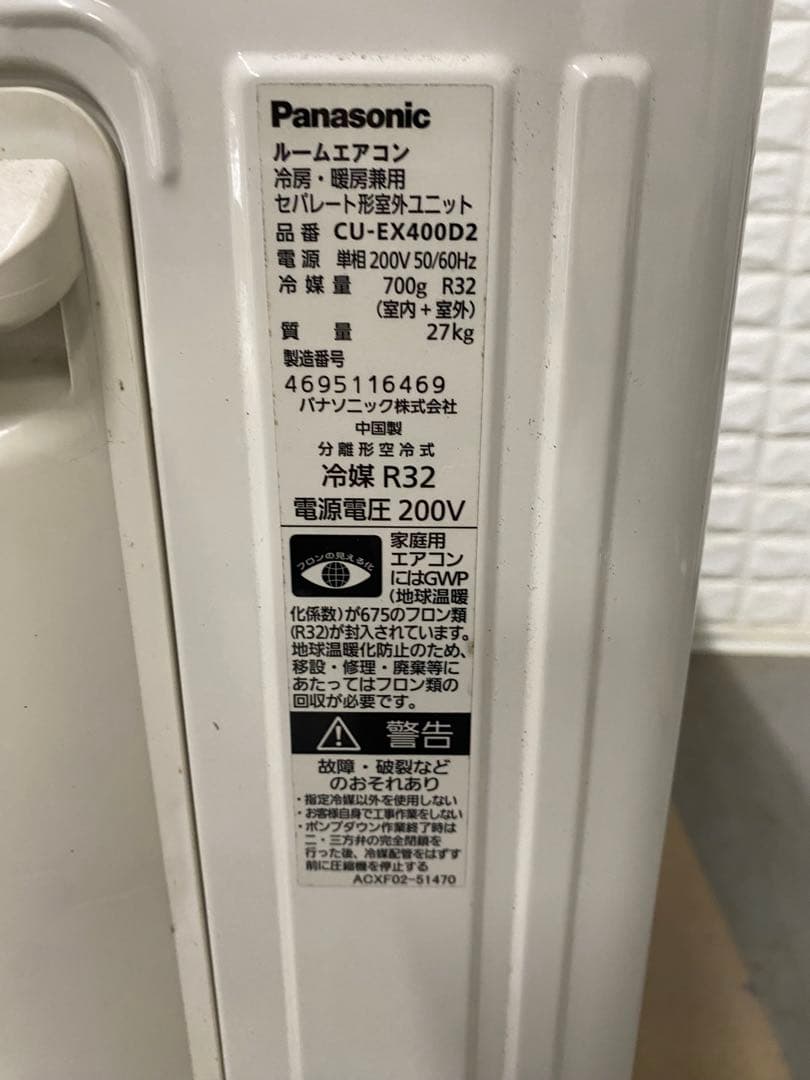 Panasonic
ルームエアコン
冷房・暖房兼用
セパレート形室外ユニット
品番 CU-EX400D2
電源 単相200V 50/60Hz
冷媒量 700g R32
(室内+室外)
質量 27kg
製造番号
4695116469
パナソニック株式会社
中国製
分離形空冷式
冷媒 R32
電源電圧 200V
フロンの見える化
家庭用
エアコン
にはGWP
(地球温暖
化係数)が675のフロン類
(R32)が封入されています。
地球温暖化防止のため、
移設・修理・廃棄等に
あたってはフロン類の
回収が必要です。
警告
故障・破裂など
のおそれあり
・指定冷媒以外を使用しない
・お客様自身で工事作業をしない
・ポンプダウン作業終了時は
二・三方弁の完全閉鎖を
行った後、冷媒配管をはずす
前に圧縮機を停止する
ACXF02-51470